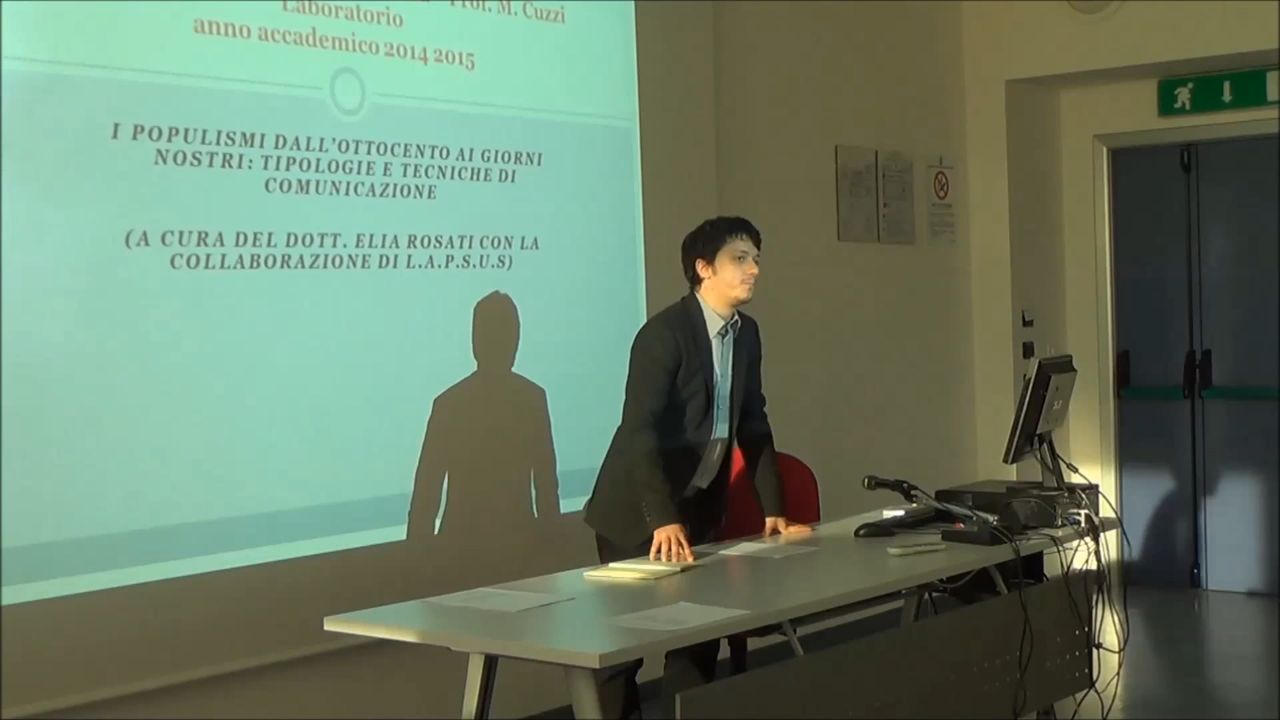 Prof. M. Cuzzi
Laboratorio
anno accademico 2014 2015
I POPULISMI DALL'OTTOCENTO AI GIORNI
NOSTRI: TIPOLOGIE E TECNICHE DI
COMUNICAZIONE
(A CURA DEL DOTT. ELIA ROSATI CON LA
COLLABORAZIONE DI L.A.P.S.U.S)